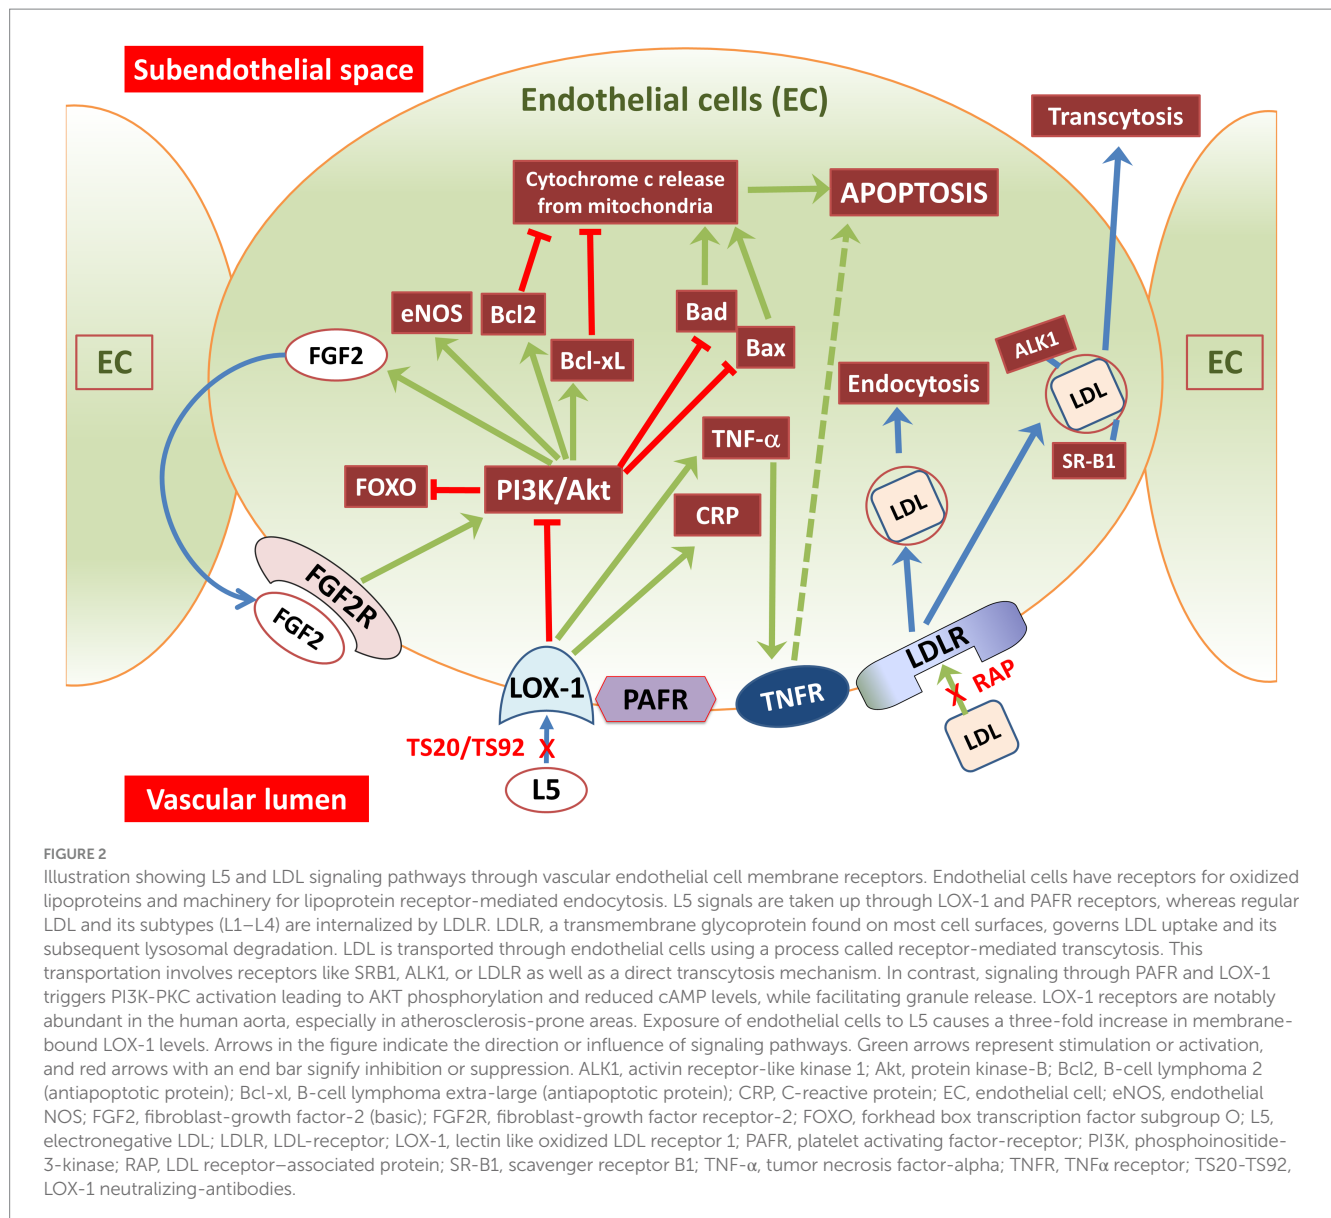 Subendothelial space
Endothelial cells (EC)
Transcytosis
Cytochrome c release
from mitochondria
APOPTOSIS
eNOS
Bcl2
Bad
Bax
Bcl-xL
FGF2
EC
ALK1
EC
Endocytosis
LDL
TNF-α
SR-B1
FOXO
PI3K/Akt
CRP
LDL
FGF2R
FGF2
LDLR
LOX-1
PAFR
TNFR
X RAP
LDL
TS20/TS92 X
L5
Vascular lumen
FIGURE 2
Illustration showing L5 and LDL signaling pathways through vascular endothelial cell membrane receptors. Endothelial cells have receptors for oxidized
lipoproteins and machinery for lipoprotein receptor-mediated endocytosis. L5 signals are taken up through LOX-1 and PAFR receptors, whereas regular
LDL and its subtypes (L1–L4) are internalized by LDLR. LDLR, a transmembrane glycoprotein found on most cell surfaces, governs LDL uptake and its
subsequent lysosomal degradation. LDL is transported through endothelial cells using a process called receptor-mediated transcytosis. This
transportation involves receptors like SRB1, ALK1, or LDLR as well as a direct transcytosis mechanism. In contrast, signaling through PAFR and LOX-1
triggers PI3K-PKC activation leading to AKT phosphorylation and reduced cAMP levels, while facilitating granule release. LOX-1 receptors are notably
abundant in the human aorta, especially in atherosclerosis-prone areas. Exposure of endothelial cells to L5 causes a three-fold increase in membrane-
bound LOX-1 levels. Arrows in the figure indicate the direction or influence of signaling pathways. Green arrows represent stimulation or activation,
and red arrows with an end bar signify inhibition or suppression. ALK1, activin receptor-like kinase 1; Akt, protein kinase-B; Bcl2, B-cell lymphoma 2
(antiapoptotic protein); Bcl-xl, B-cell lymphoma extra-large (antiapoptotic protein); CRP, C-reactive protein; EC, endothelial cell; eNOS, endothelial
NOS; FGF2, fibroblast-growth factor-2 (basic); FGF2R, fibroblast-growth factor receptor-2; FOXO, forkhead box transcription factor subgroup O; L5,
electronegative LDL; LDLR, LDL-receptor; LOX-1, lectin like oxidized LDL receptor 1; PAFR, platelet activating factor-receptor; PI3K, phosphoinositide-
3-kinase; RAP, LDL receptor–associated protein; SR-B1, scavenger receptor B1; TNF-α, tumor necrosis factor-alpha; TNFR, TNFα receptor; TS20-TS92,
LOX-1 neutralizing-antibodies.